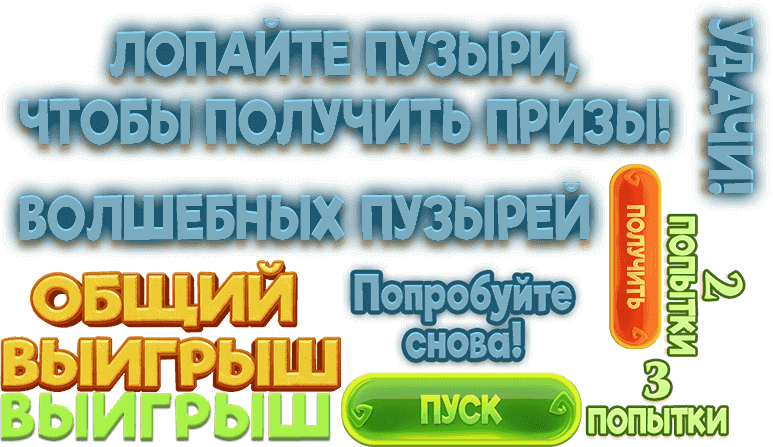 ЛОПАЙТЕ ПУЗЫРИ,
ЧТОБЫ ПОЛУЧИТЬ ПРИЗЫ!
УДАЧИ!
ВОЛШЕБНЫХ ПУЗЫРЕЙ
ПОЛУЧИТЬ
2
ПОПЫТКИ
ОБЩИЙ
ВЫИГРЫШ
ВЫИГРЫШ
Попробуйте
снова!
ПУСК
3
ПОПЫТКИ